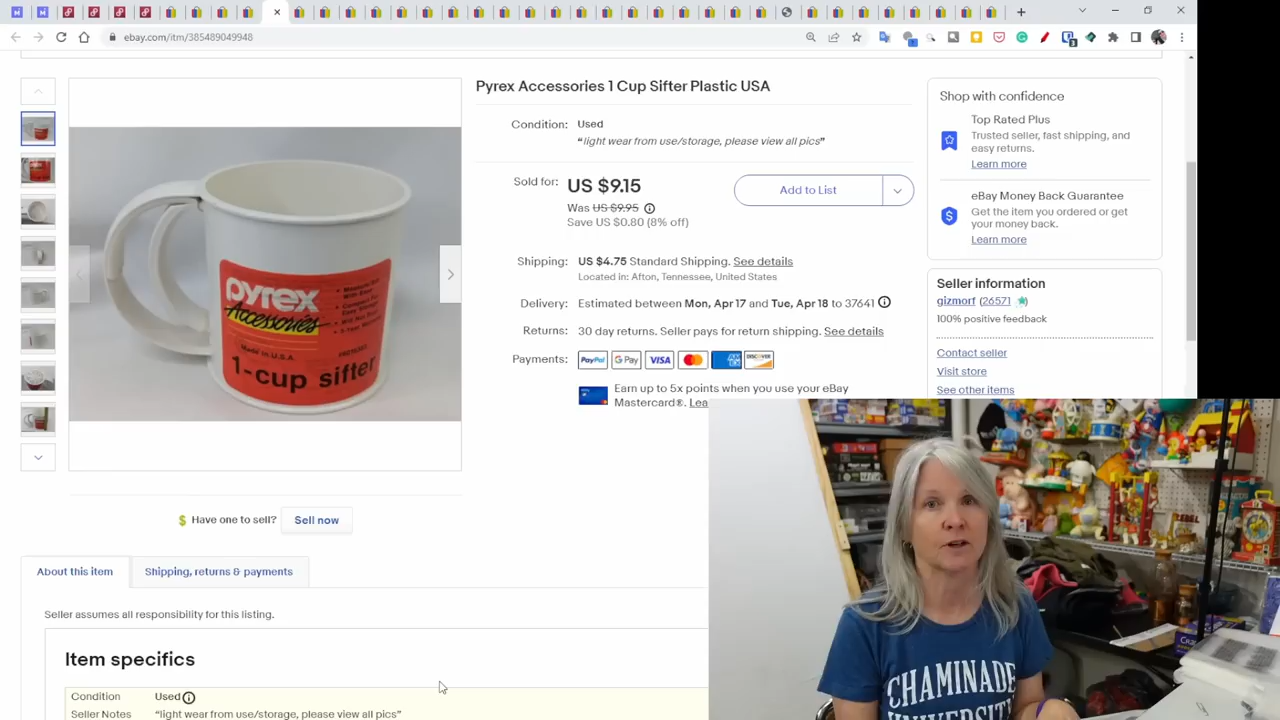 ebay.com/itm/385489049948
Pyrex Accessories 1 Cup Sifter Plastic USA
Condition: Used
“light wear from use/storage, please view all pics”
Sold for: US $9.15
Was US $9.95
Save US $0.80 (8% off)
Add to List
Shipping: US $4.75 Standard Shipping. See details
Located in: Afton, Tennessee, United States
Delivery: Estimated between Mon, Apr 17 and Tue, Apr 18 to 37641
Returns: 30 day returns. Seller pays for return shipping. See details
Payments: PayPal G Pay VISA DISCOVER
Earn up to 5x points when you use your eBay
Mastercard®. Lea
Shop with confidence
Top Rated Plus
Trusted seller, fast shipping, and
easy returns.
Learn more
eBay Money Back Guarantee
Get the item you ordered or get
your money back.
Learn more
Seller information
gizmorf (26571)
100% positive feedback
Contact seller
Visit store
See other items
pyrex
Accessories
Made in U.S.A.
1-cup sifter
Have one to sell? Sell now
About this item
Shipping, returns & payments
Seller assumes all responsibility for this listing.
Item specifics
Condition Used
Seller Notes “light wear from use/storage, please view all pics”
CHAMINADE
UNIVERSITY